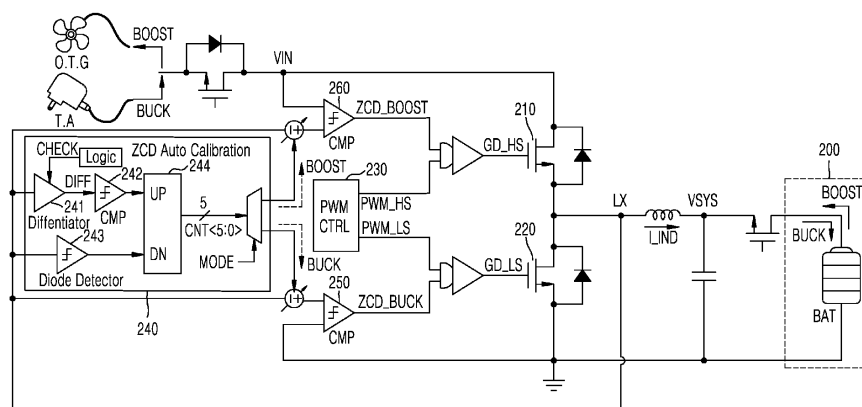 BOOST
O.T.G
T.A
BUCK
VIN
260
ZCD_BOOST
CMP
210
GD_HS
CHECK
Logic
ZCD Auto Calibration
242
244
DIFF
241
CMP
UP
Diffentiator
243
DN
Diode Detector
5
CNT<5:0>
MODE
240
BOOST
BUCK
230
PWM
CTRL
PWM_HS
PWM_LS
220
GD_LS
250
ZCD_BUCK
CMP
LX
I_IND
VSYS
200
BOOST
BUCK
BAT